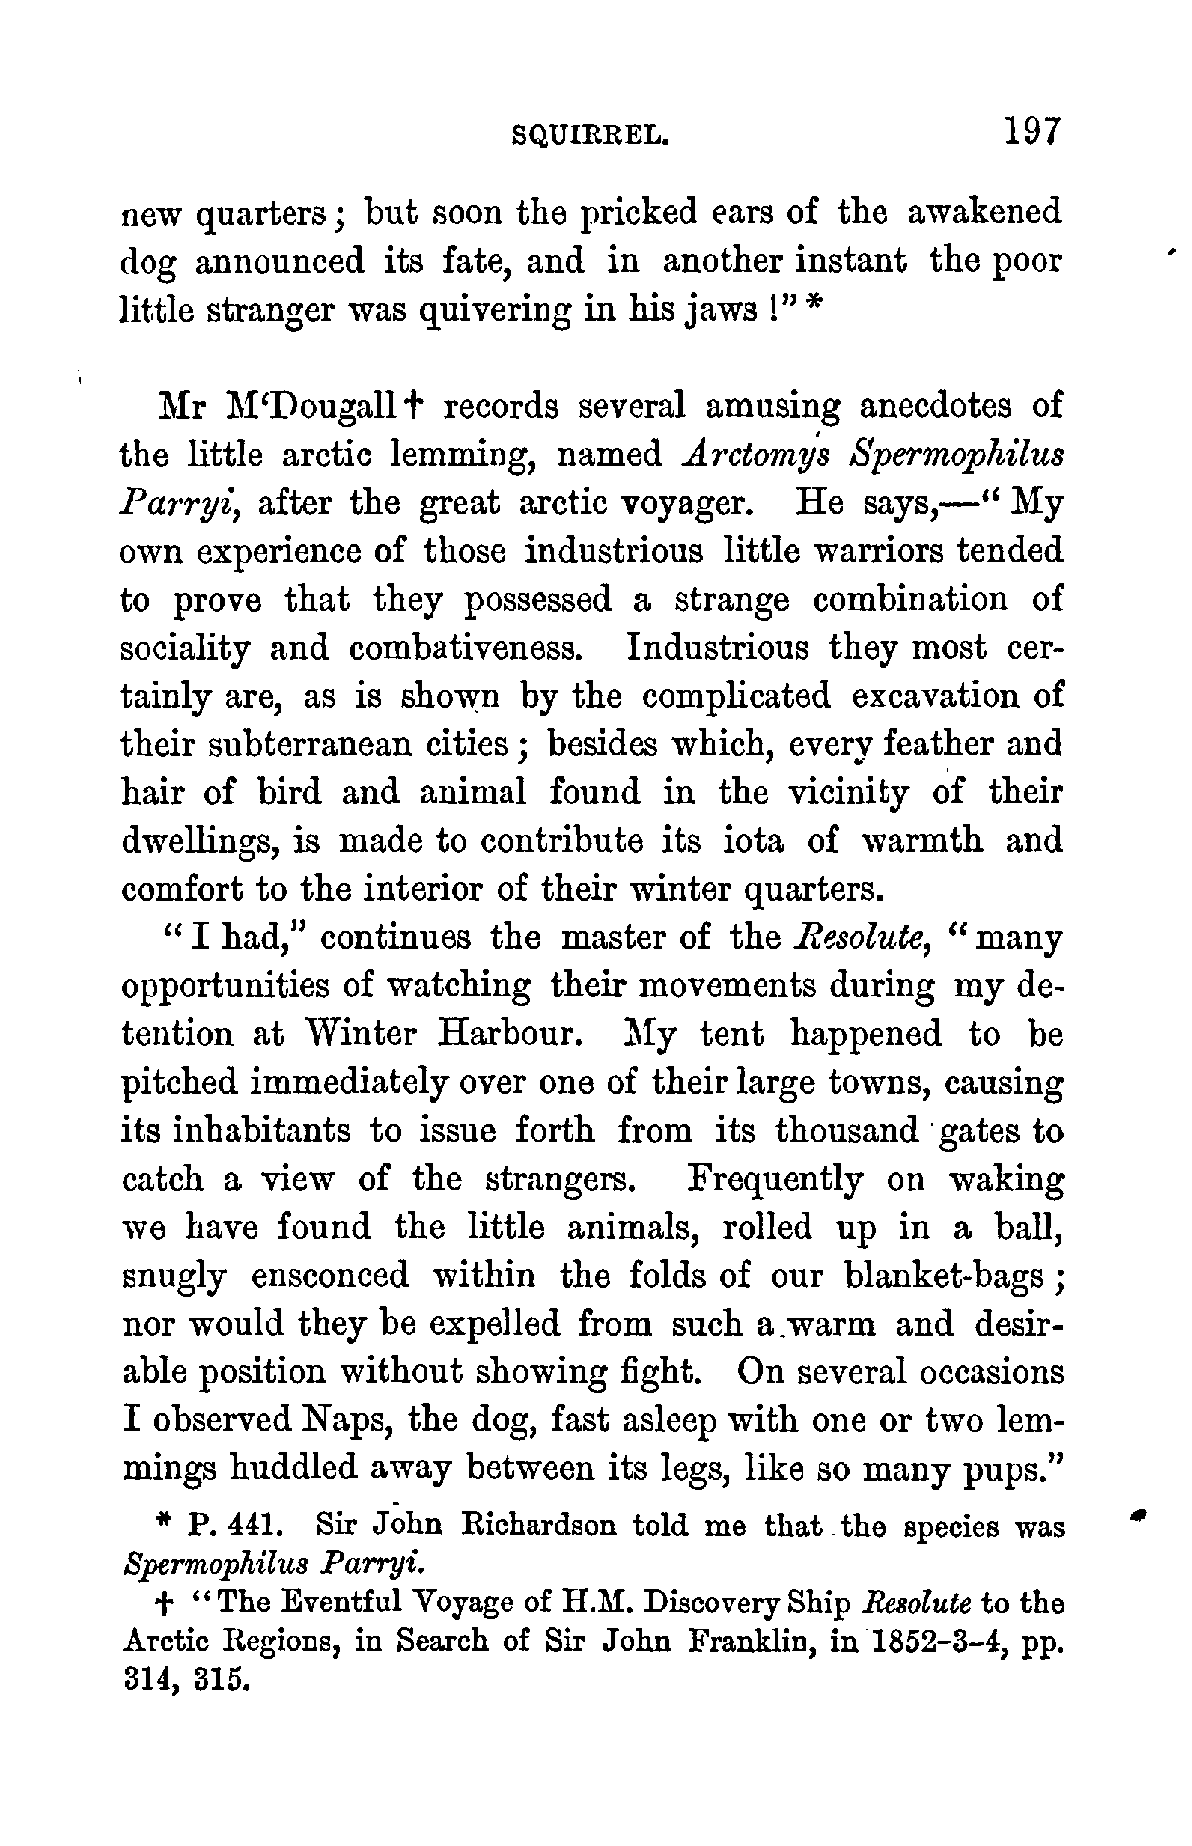 SQUIRREL. 197
new quarters; but soon the pricked ears of the awakened
dog announced its fate, and in another instant the poor
little stranger was quivering in his jaws!" *
Mr M‘Dougall† records several amusing anecdotes of
the little arctic lemming, named Arctomys Spermophilus
Parryi, after the great arctic voyager. He says,—“ My
own experience of those industrious little warriors tended
to prove that they possessed a strange combination of
sociality and combativeness. Industrious they most cer-
tainly are, as is shown by the complicated excavation of
their subterranean cities; besides which, every feather and
hair of bird and animal found in the vicinity of their
dwellings, is made to contribute its iota of warmth and
comfort to the interior of their winter quarters.
“ I had,” continues the master of the Resolute, “ many
opportunities of watching their movements during my de-
tention at Winter Harbour. My tent happened to be
pitched immediately over one of their large towns, causing
its inhabitants to issue forth from its thousand gates to
catch a view of the strangers. Frequently on waking
we have found the little animals, rolled up in a ball,
snugly ensconced within the folds of our blanket-bags;
nor would they be expelled from such a warm and desir-
able position without showing fight. On several occasions
I observed Naps, the dog, fast asleep with one or two lem-
mings huddled away between its legs, like so many pups.”
* P. 441. Sir John Richardson told me that the species was
Spermophilus Parryi.
† “The Eventful Voyage of H.M. Discovery Ship Resolute to the
Arctic Regions, in Search of Sir John Franklin, in 1852-3-4, pp.
314, 315.